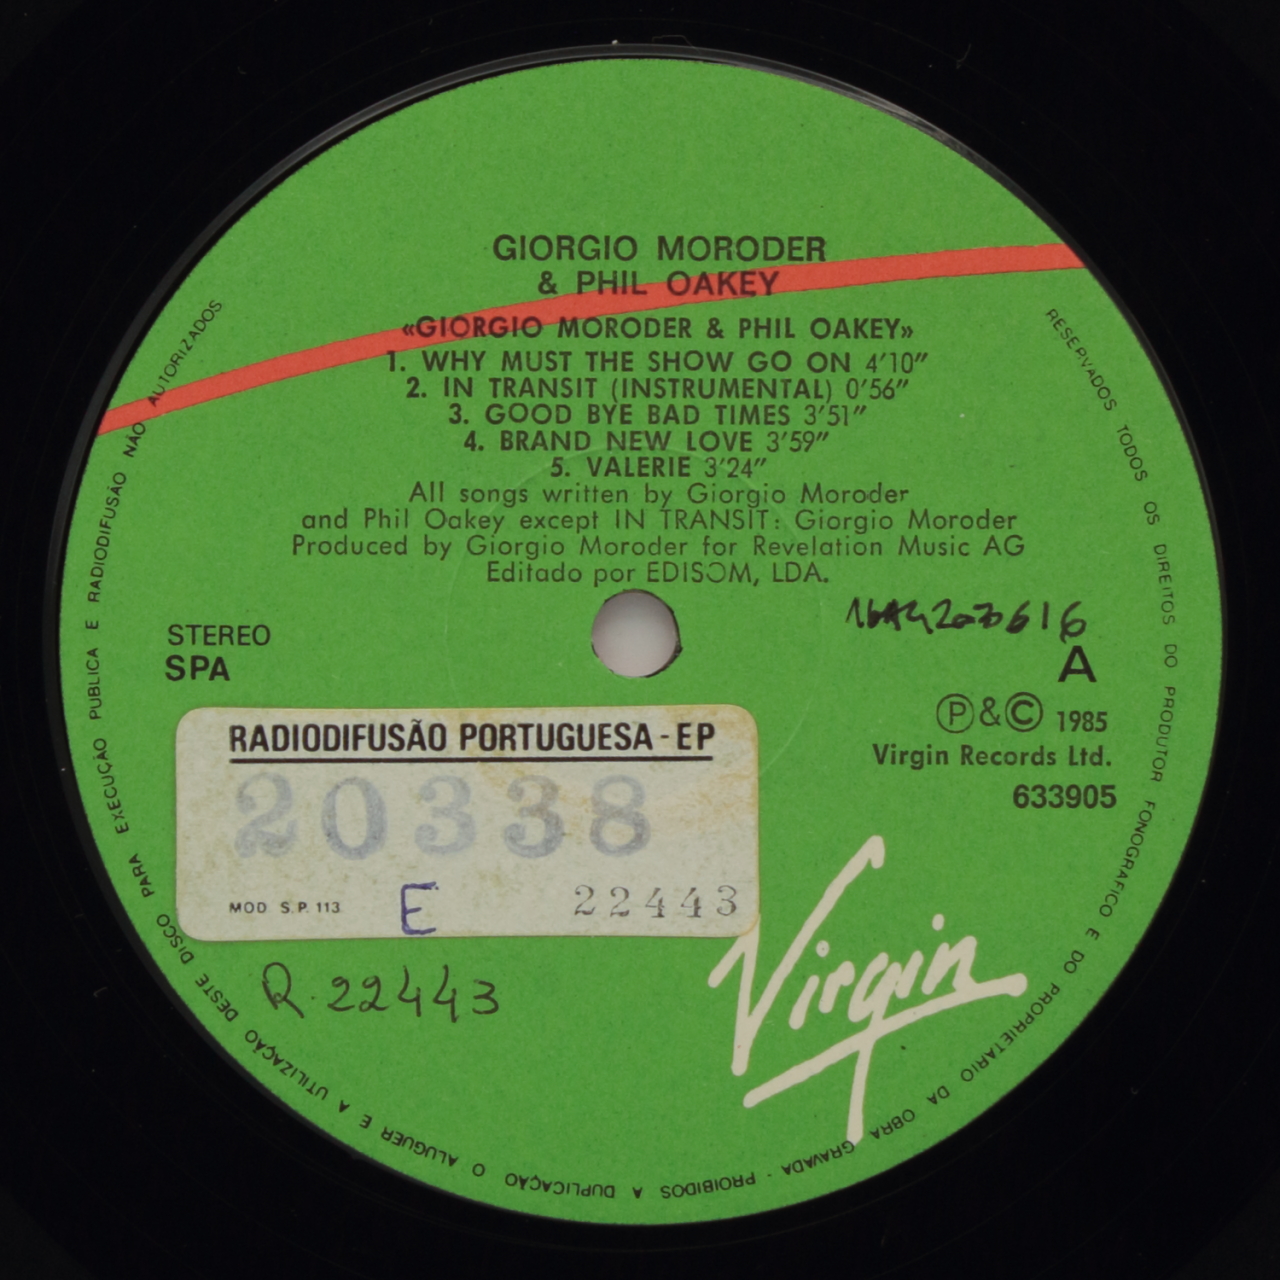 GIORGIO MORODER
& PHIL OAKEY
«GIORGIO MORODER & PHIL OAKEY»
1. WHY MUST THE SHOW GO ON 4'10"
2. IN TRANSIT (INSTRUMENTAL) 0'56"
3. GOOD BYE BAD TIMES 3'51"
4. BRAND NEW LOVE 3'59"
5. VALERIE 3'24"
All songs written by Giorgio Moroder
and Phil Oakey except IN TRANSIT: Giorgio Moroder
Produced by Giorgio Moroder for Revelation Music AG
Editado por EDISOM, LDA.
STEREO
SPA
A
Ⓟ&© 1985
Virgin Records Ltd.
633905
RADIODIFUSÃO PORTUGUESA - EP
20338
MOD S.P. 113 E 22443
R. 22443
Virgin
RESERVADOS TODOS OS DIREITOS DO PRODUTOR FONOGRAFICO E DO PROPRIETARIO DA OBRA GRAVADA - PROIBIDOS A DUPLICAÇÃO O ALUGUER E A UTILIZAÇÃO DESTE DISCO PARA EXECUÇÃO PUBLICA E RADIODIFUSÃO NÃO AUTORIZADOS